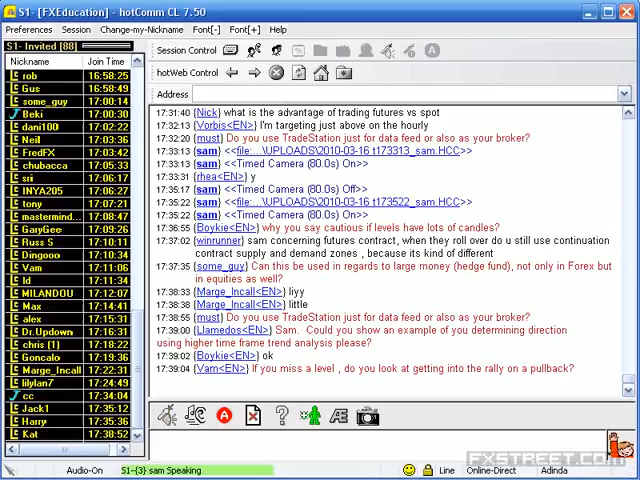 S1- [FXEducation] - hotComm CL 7.50
Preferences Session Change-my-Nickname Font[-] Font[+] Help
S1- Invited [88]
Nickname Join Time
rob 16:58:25
Gus 16:58:49
some_guy 17:00:14
Beki 17:00:30
dani100 17:02:22
Neil 17:03:36
FredFX 17:03:43
chubacca 17:05:33
sri 17:06:11
INYA205 17:06:27
tony 17:07:21
mastermind... 17:08:47
GaryGee 17:09:38
Russ S 17:10:11
Dingooo 17:10:34
Vam 17:11:06
Id 17:11:34
MILANDOU 17:12:07
Max 17:14:41
alex 17:15:31
Dr.Updown 17:16:31
chris (1) 17:18:22
Goncalo 17:19:36
Marge_Incall 17:22:31
lilylan7 17:24:49
cc 17:34:04
Jack1 17:35:12
Harry 17:35:36
Kat 17:38:52
Session Control
hotWeb Control
Address
17:31:40 [Nick] what is the advantage of trading futures vs spot
17:32:13 [Vorbis<EN>] I'm targeting just above on the hourly
17:32:20 [must] Do you use TradeStation just for data feed or also as your broker?
17:33:13 [sam] <<file:...\UPLOADS\2010-03-16 t173313_sam.HCC>>
17:33:13 [sam] <<Timed Camera (80.0s) On>>
17:33:31 [rhea<EN>] y
17:35:17 [sam] <<Timed Camera (80.0s) Off>>
17:35:22 [sam] <<file:...\UPLOADS\2010-03-16 t173522_sam.HCC>>
17:35:22 [sam] <<Timed Camera (80.0s) On>>
17:36:55 [Boykie<EN>] why you say cautious if levels have lots of candles?
17:37:02 [winrunner] sam concerning futures contract, when they roll over do u still use continuation
contract supply and demand zones , because its kind of different
17:37:35 [some_guy] Can this be used in regards to large money (hedge fund), not only in Forex but
in equities as well?
17:38:33 [Marge_Incall<EN>] liyy
17:38:38 [Marge_Incall<EN>] little
17:38:55 [must] Do you use TradeStation just for data feed or also as your broker?
17:39:00 [Llamedos<EN>] Sam. Could you show an example of you determining direction
using higher time frame trend analysis please?
17:39:02 [Boykie<EN>] ok
17:39:04 [Vam<EN>] If you miss a level , do you look at getting into the rally on a pullback?
FXSTREET.COM
Audio-On S1-{3} sam Speaking Line Online-Direct Adinda